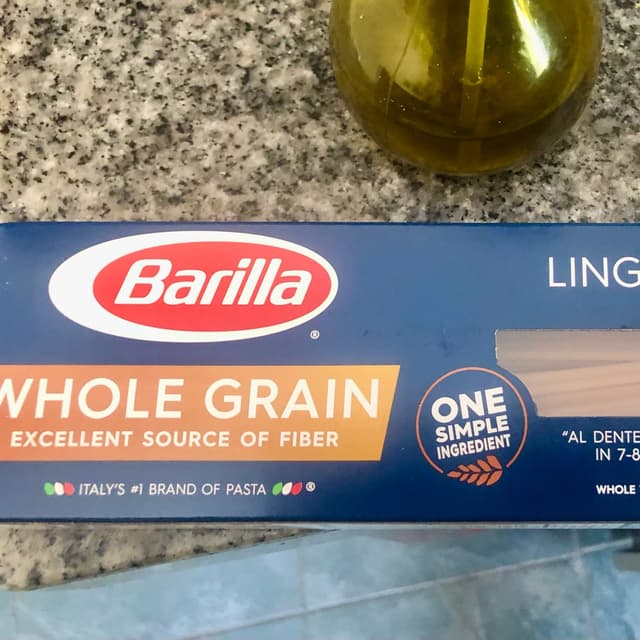 Barilla
®
LING
WHOLE GRAIN
EXCELLENT SOURCE OF FIBER
ITALY'S #1 BRAND OF PASTA ®
ONE
SIMPLE
INGREDIENT
"AL DENTE
IN 7-8
WHOLE